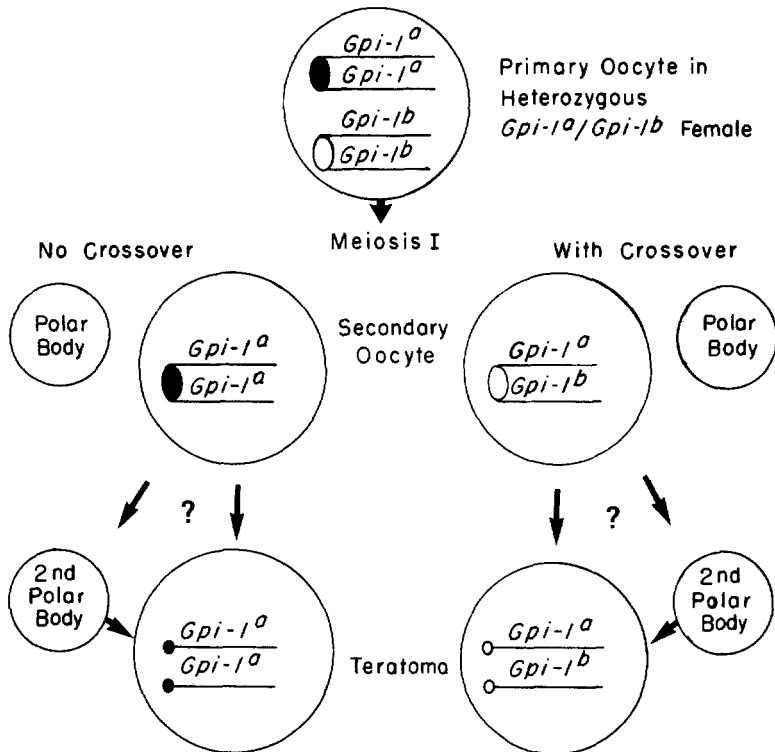 Gpi-1ᵃ
Gpi-1ᵃ
Gpi-1ᵇ
Gpi-1ᵇ
Primary Oocyte in
Heterozygous
Gpi-1ᵃ/Gpi-1ᵇ Female
Meiosis I
No Crossover
With Crossover
Polar
Body
Gpi-1ᵃ
Gpi-1ᵃ
Secondary
Oocyte
Gpi-1ᵃ
Gpi-1ᵇ
Polar
Body
?
?
2nd
Polar
Body
Gpi-1ᵃ
Gpi-1ᵃ
Teratoma
Gpi-1ᵃ
Gpi-1ᵇ
2nd
Polar
Body